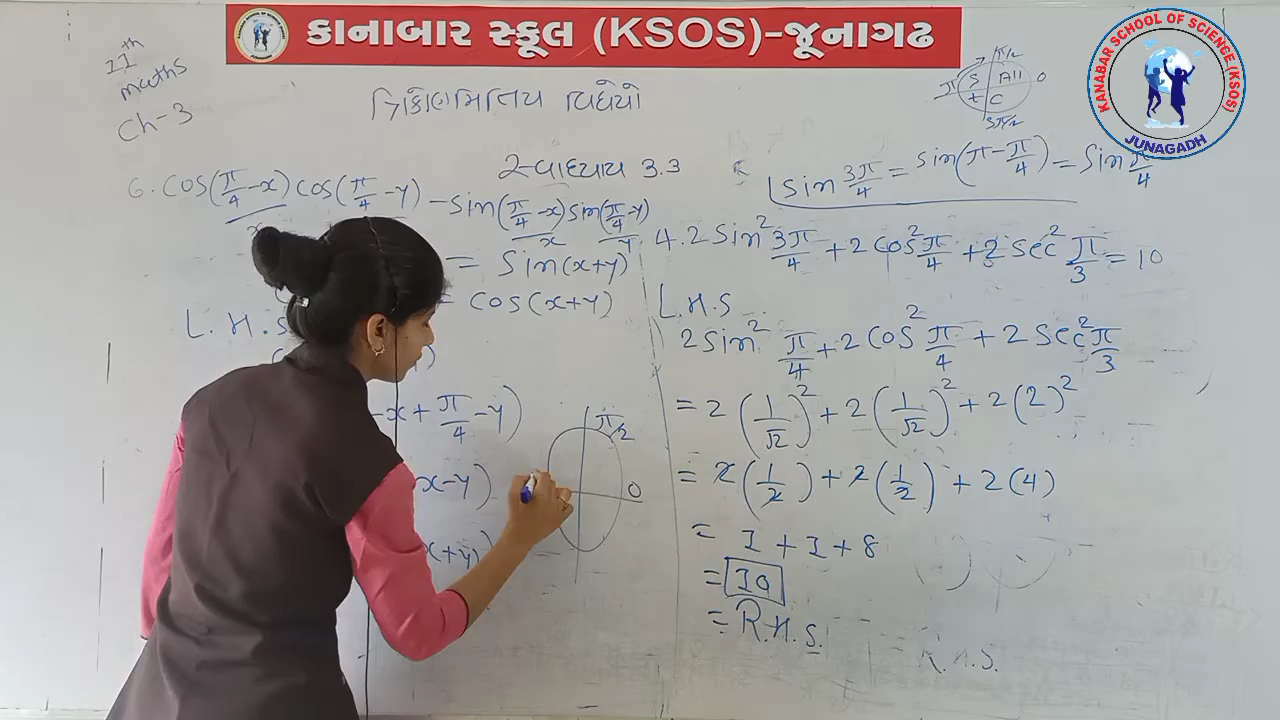 કાનાબાર સ્કૂલ (KSOS)-જૂનાગઢ
KANABAR SCHOOL OF SCIENCE (KSOS)
JUNAGADH
11th
maths
Ch-3
ત્રિકોણમિતિય વિધેયો
S All
t C
π/2
π 0
3π/2
સ્વાધ્યાય 3.3
6. cos(π/4 -x) cos(π/4 -y) - sin(π/4 -x) sin(π/4 -y)
x y
= sin(x+y)
= cos(x+y)
L.H.S
-x + π/4 -y)
x-y)
x+y)
π/2
0
sin 3π/4 = sin(π - π/4) = sin π/4
4. 2 sin² 3π/4 + 2 cos² π/4 + 2 sec² π/3 = 10
L.H.S
2 sin² π/4 + 2 cos² π/4 + 2 sec² π/3
= 2 (1/√2)² + 2 (1/√2)² + 2 (2)²
= 2 (1/2) + 2 (1/2) + 2 (4)
= 1 + 1 + 8
= 10
= R.H.S.
R.H.S.